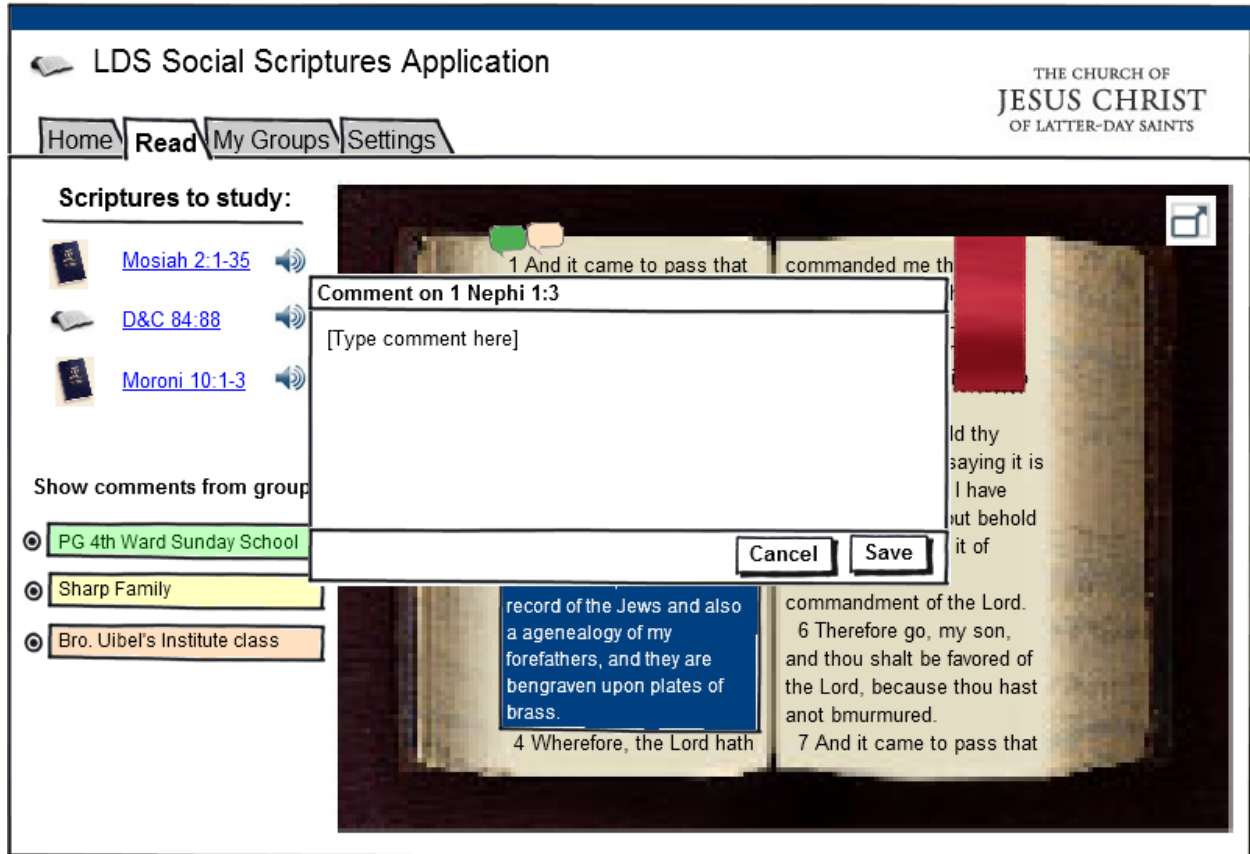 LDS Social Scriptures Application
THE CHURCH OF
JESUS CHRIST
OF LATTER-DAY SAINTS
Home Read My Groups Settings
Scriptures to study:
Mosiah 2:1-35
D&C 84:88
Moroni 10:1-3
Show comments from group
PG 4th Ward Sunday School
Sharp Family
Bro. Uibel's Institute class
1 And it came to pass that
Comment on 1 Nephi 1:3
[Type comment here]
Cancel Save
record of the Jews and also
a agenealogy of my
forefathers, and they are
bengraven upon plates of
brass.
4 Wherefore, the Lord hath
commanded me
thy
saying it is
I have
behold
it of
commandment of the Lord.
6 Therefore go, my son,
and thou shalt be favored of
the Lord, because thou hast
anot bmurmured.
7 And it came to pass that